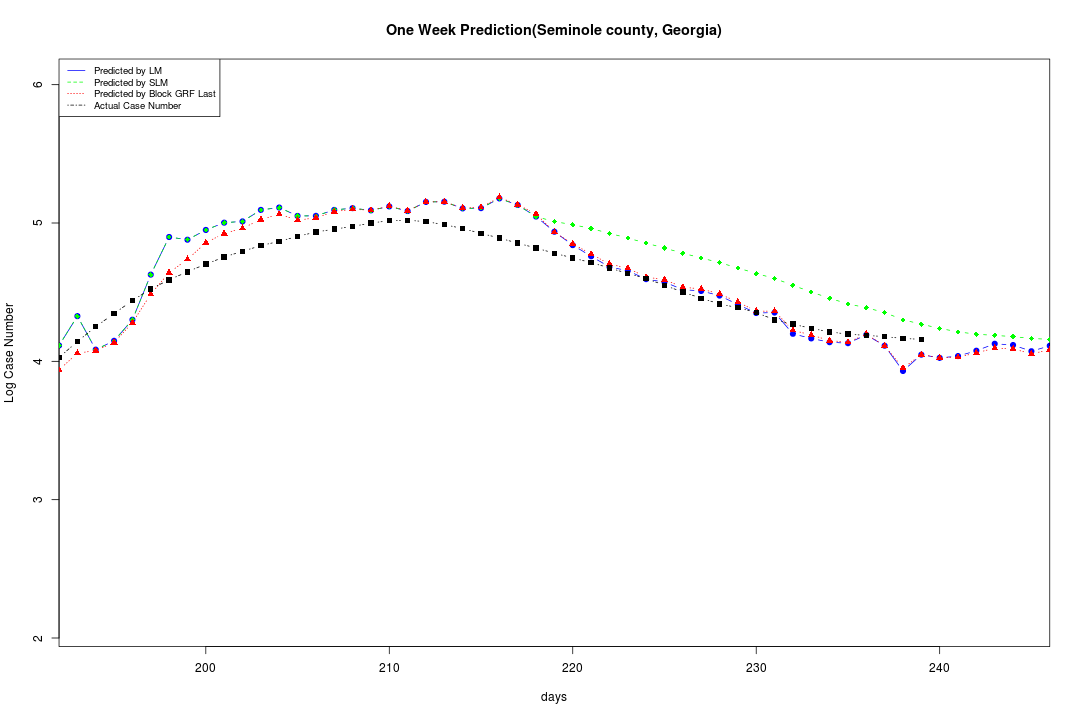 One Week Prediction(Seminole county, Georgia)
Predicted by LM
Predicted by SLM
Predicted by Block GRF Last
Actual Case Number
Log Case Number
6
5
4
3
2
200 210 220 230 240
days